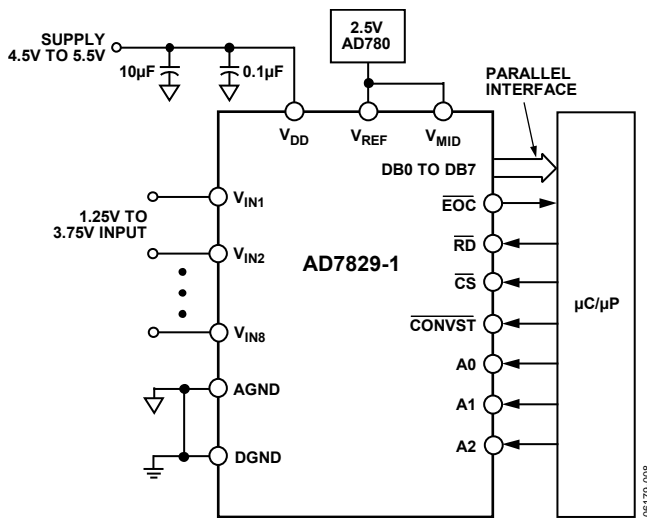 SUPPLY
4.5V TO 5.5V
10µF
0.1µF
2.5V
AD780
PARALLEL
INTERFACE
VDD
VREF
VMID
DB0 TO DB7
1.25V TO
3.75V INPUT
VIN1
VIN2
VIN8
AGND
DGND
AD7829-1
EOC
RD
CS
CONVST
A0
A1
A2
µC/µP
06179-008